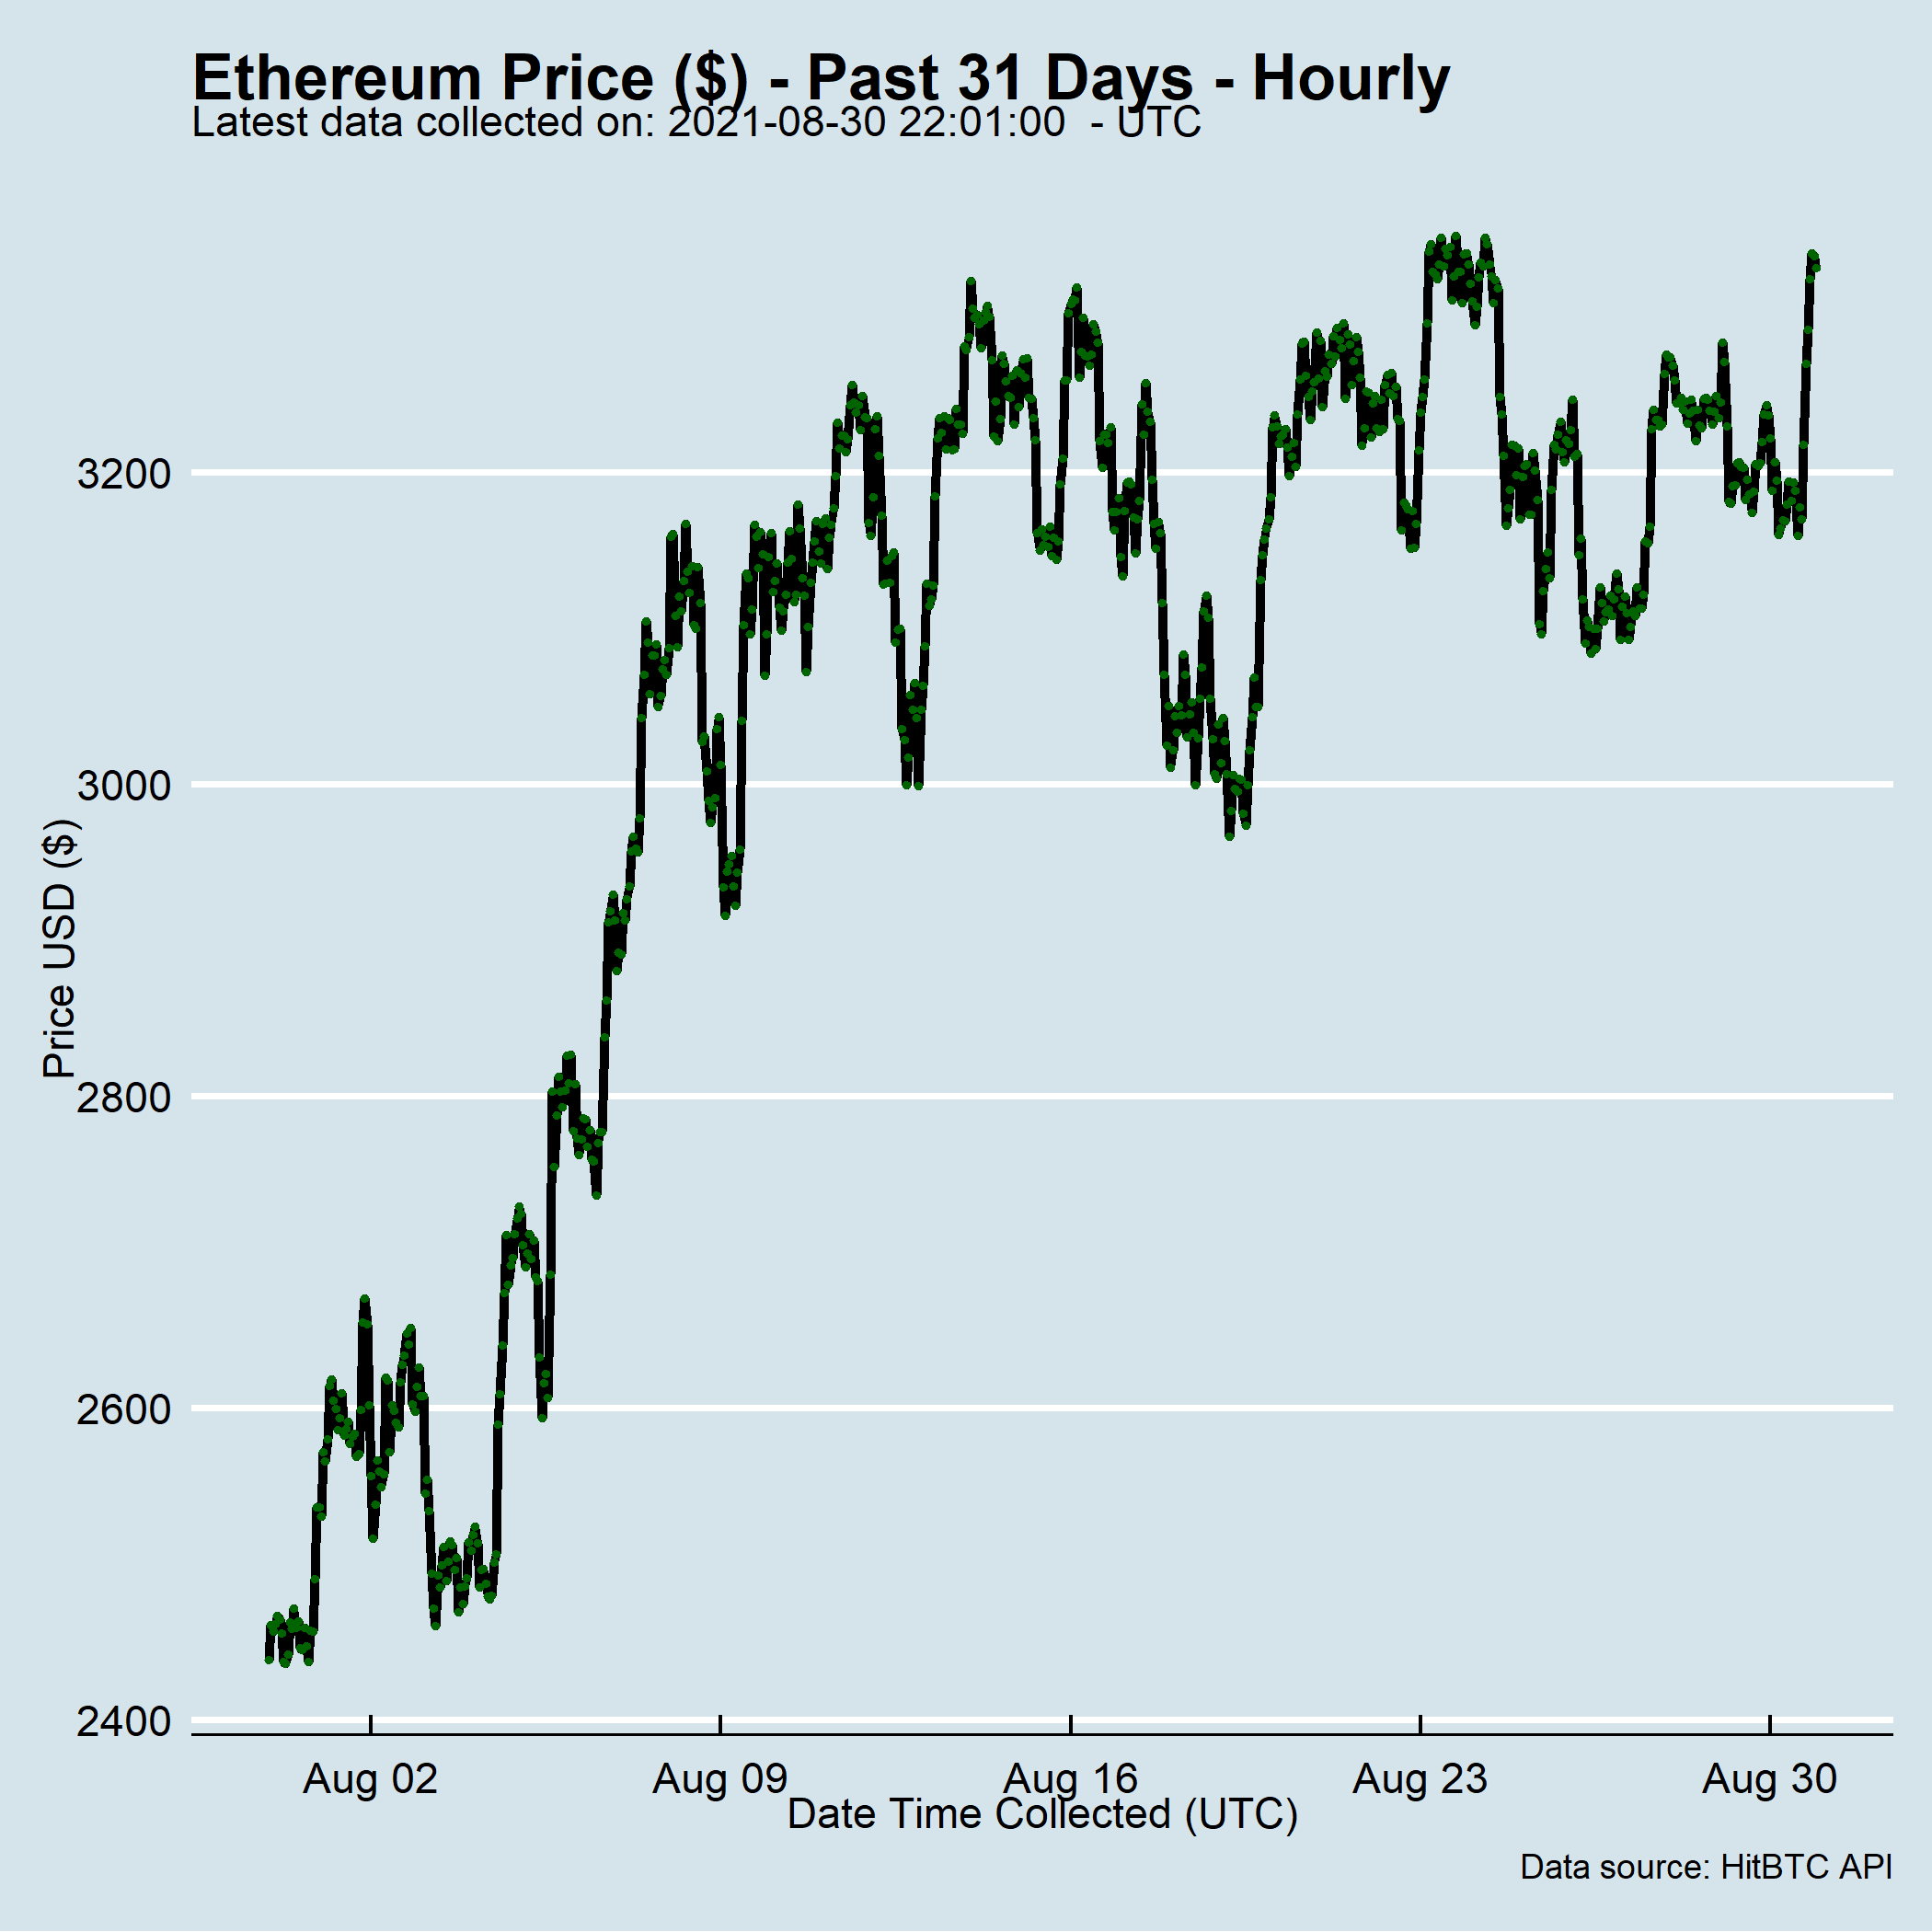 Ethereum Price ($) - Past 31 Days - Hourly
Latest data collected on: 2021-08-30 22:01:00  - UTC
Price USD ($)
3200
3000
2800
2600
2400
Aug 02
Aug 09
Aug 16
Aug 23
Aug 30
Date Time Collected (UTC)
Data source: HitBTC API